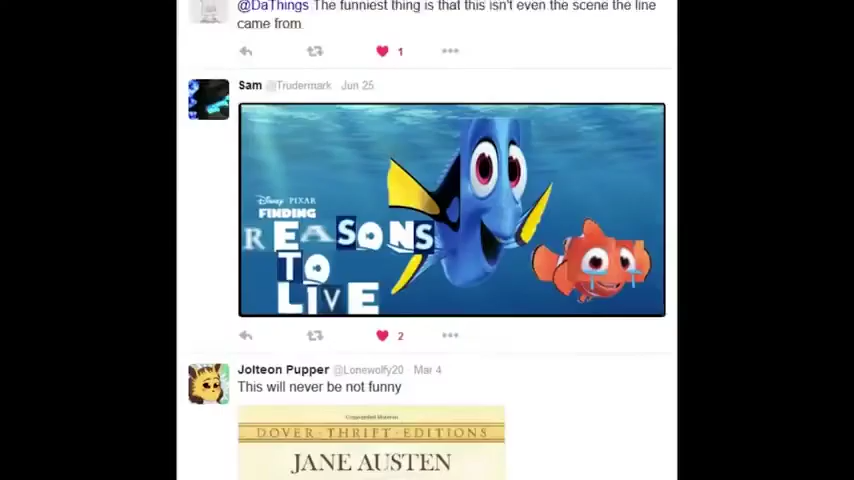 @DaThings The funniest thing is that this isn't even the scene the line
came from.
1
Sam @Trudermark · Jun 25
Disney PIXAR
FINDING
REASONS
TO
LIVE
2
Jolteon Pupper @Lonewolfy20 · Mar 4
This will never be not funny
Copyrighted Material
DOVER · THRIFT · EDITIONS
JANE AUSTEN